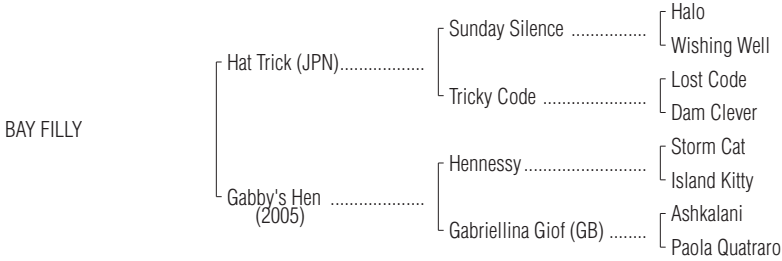 Halo
Sunday Silence ................
Wishing Well
Hat Trick (JPN)..................
Lost Code
Tricky Code ......................
Dam Clever
BAY FILLY
Storm Cat
Hennessy..........................
Island Kitty
Gabby's Hen ....................
(2005)
Ashkalani
Gabriellina Giof (GB) ........
Paola Quatraro